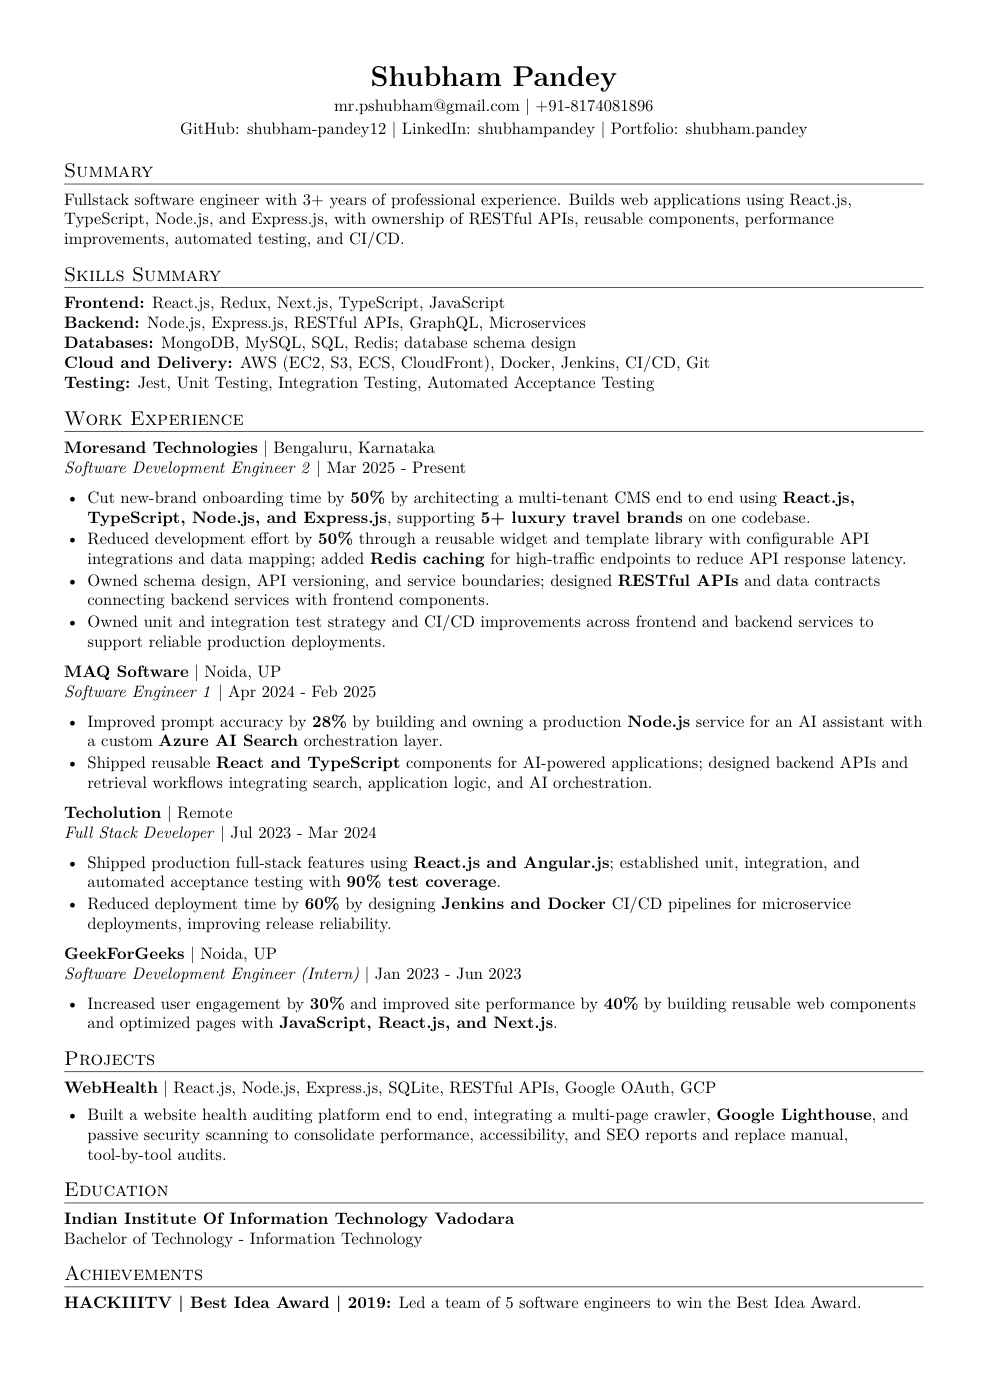 Shubham Pandey
mr.pshubham@gmail.com | +91-8174081896
GitHub: shubham-pandey12 | LinkedIn: shubhampandey | Portfolio: shubham.pandey
Summary
Fullstack software engineer with 3+ years of professional experience. Builds web applications using React.js,
TypeScript, Node.js, and Express.js, with ownership of RESTful APIs, reusable components, performance
improvements, automated testing, and CI/CD.
Skills Summary
Frontend: React.js, Redux, Next.js, TypeScript, JavaScript
Backend: Node.js, Express.js, RESTful APIs, GraphQL, Microservices
Databases: MongoDB, MySQL, SQL, Redis; database schema design
Cloud and Delivery: AWS (EC2, S3, ECS, CloudFront), Docker, Jenkins, CI/CD, Git
Testing: Jest, Unit Testing, Integration Testing, Automated Acceptance Testing
Work Experience
Moresand Technologies | Bengaluru, Karnataka
Software Development Engineer 2 | Mar 2025 - Present
• Cut new-brand onboarding time by 50% by architecting a multi-tenant CMS end to end using React.js,
TypeScript, Node.js, and Express.js, supporting 5+ luxury travel brands on one codebase.
• Reduced development effort by 50% through a reusable widget and template library with configurable API
integrations and data mapping; added Redis caching for high-traffic endpoints to reduce API response latency.
• Owned schema design, API versioning, and service boundaries; designed RESTful APIs and data contracts
connecting backend services with frontend components.
• Owned unit and integration test strategy and CI/CD improvements across frontend and backend services to
support reliable production deployments.
MAQ Software | Noida, UP
Software Engineer 1 | Apr 2024 - Feb 2025
• Improved prompt accuracy by 28% by building and owning a production Node.js service for an AI assistant with
a custom Azure AI Search orchestration layer.
• Shipped reusable React and TypeScript components for AI-powered applications; designed backend APIs and
retrieval workflows integrating search, application logic, and AI orchestration.
Techolution | Remote
Full Stack Developer | Jul 2023 - Mar 2024
• Shipped production full-stack features using React.js and Angular.js; established unit, integration, and
automated acceptance testing with 90% test coverage.
• Reduced deployment time by 60% by designing Jenkins and Docker CI/CD pipelines for microservice
deployments, improving release reliability.
GeekForGeeks | Noida, UP
Software Development Engineer (Intern) | Jan 2023 - Jun 2023
• Increased user engagement by 30% and improved site performance by 40% by building reusable web components
and optimized pages with JavaScript, React.js, and Next.js.
Projects
WebHealth | React.js, Node.js, Express.js, SQLite, RESTful APIs, Google OAuth, GCP
• Built a website health auditing platform end to end, integrating a multi-page crawler, Google Lighthouse, and
passive security scanning to consolidate performance, accessibility, and SEO reports and replace manual,
tool-by-tool audits.
Education
Indian Institute Of Information Technology Vadodara
Bachelor of Technology - Information Technology
Achievements
HACKIIITV | Best Idea Award | 2019: Led a team of 5 software engineers to win the Best Idea Award.